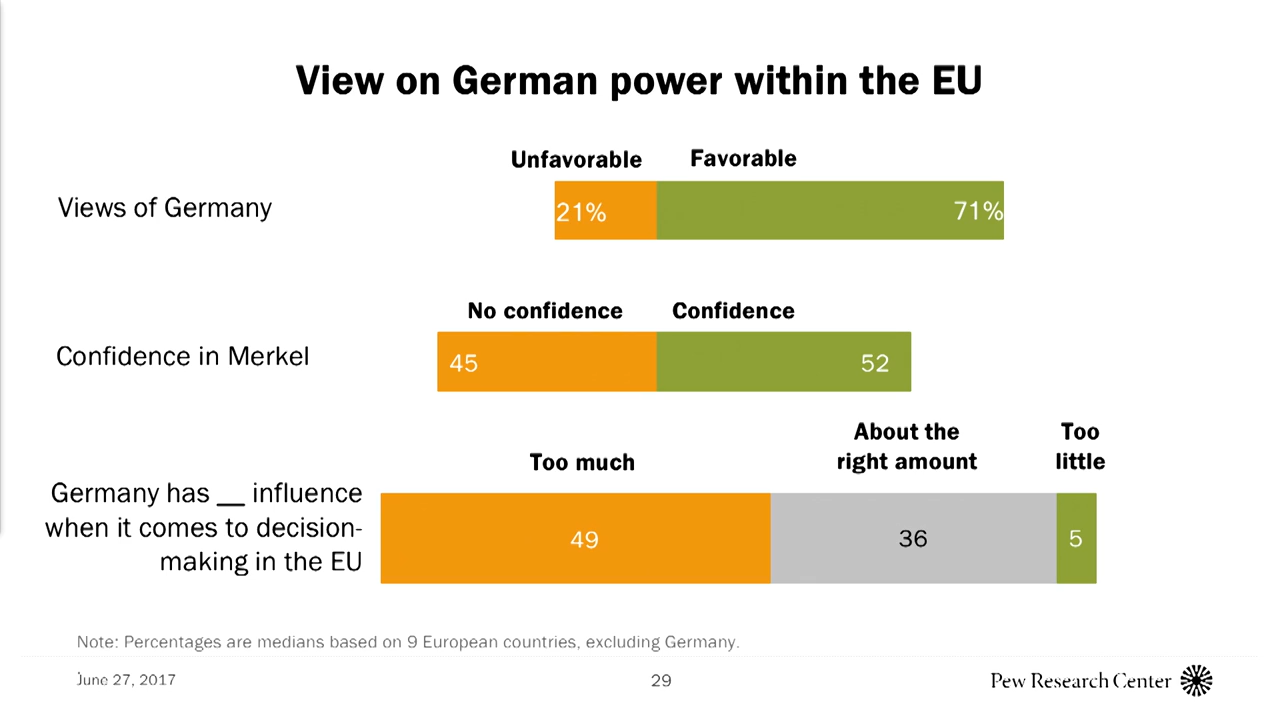 View on German power within the EU
Unfavorable Favorable
Views of Germany 21% 71%
No confidence Confidence
Confidence in Merkel 45 52
Too much About the right amount Too little
Germany has __ influence
when it comes to decision-
making in the EU
49 36 5
Note: Percentages are medians based on 9 European countries, excluding Germany.
June 27, 2017 29 Pew Research Center